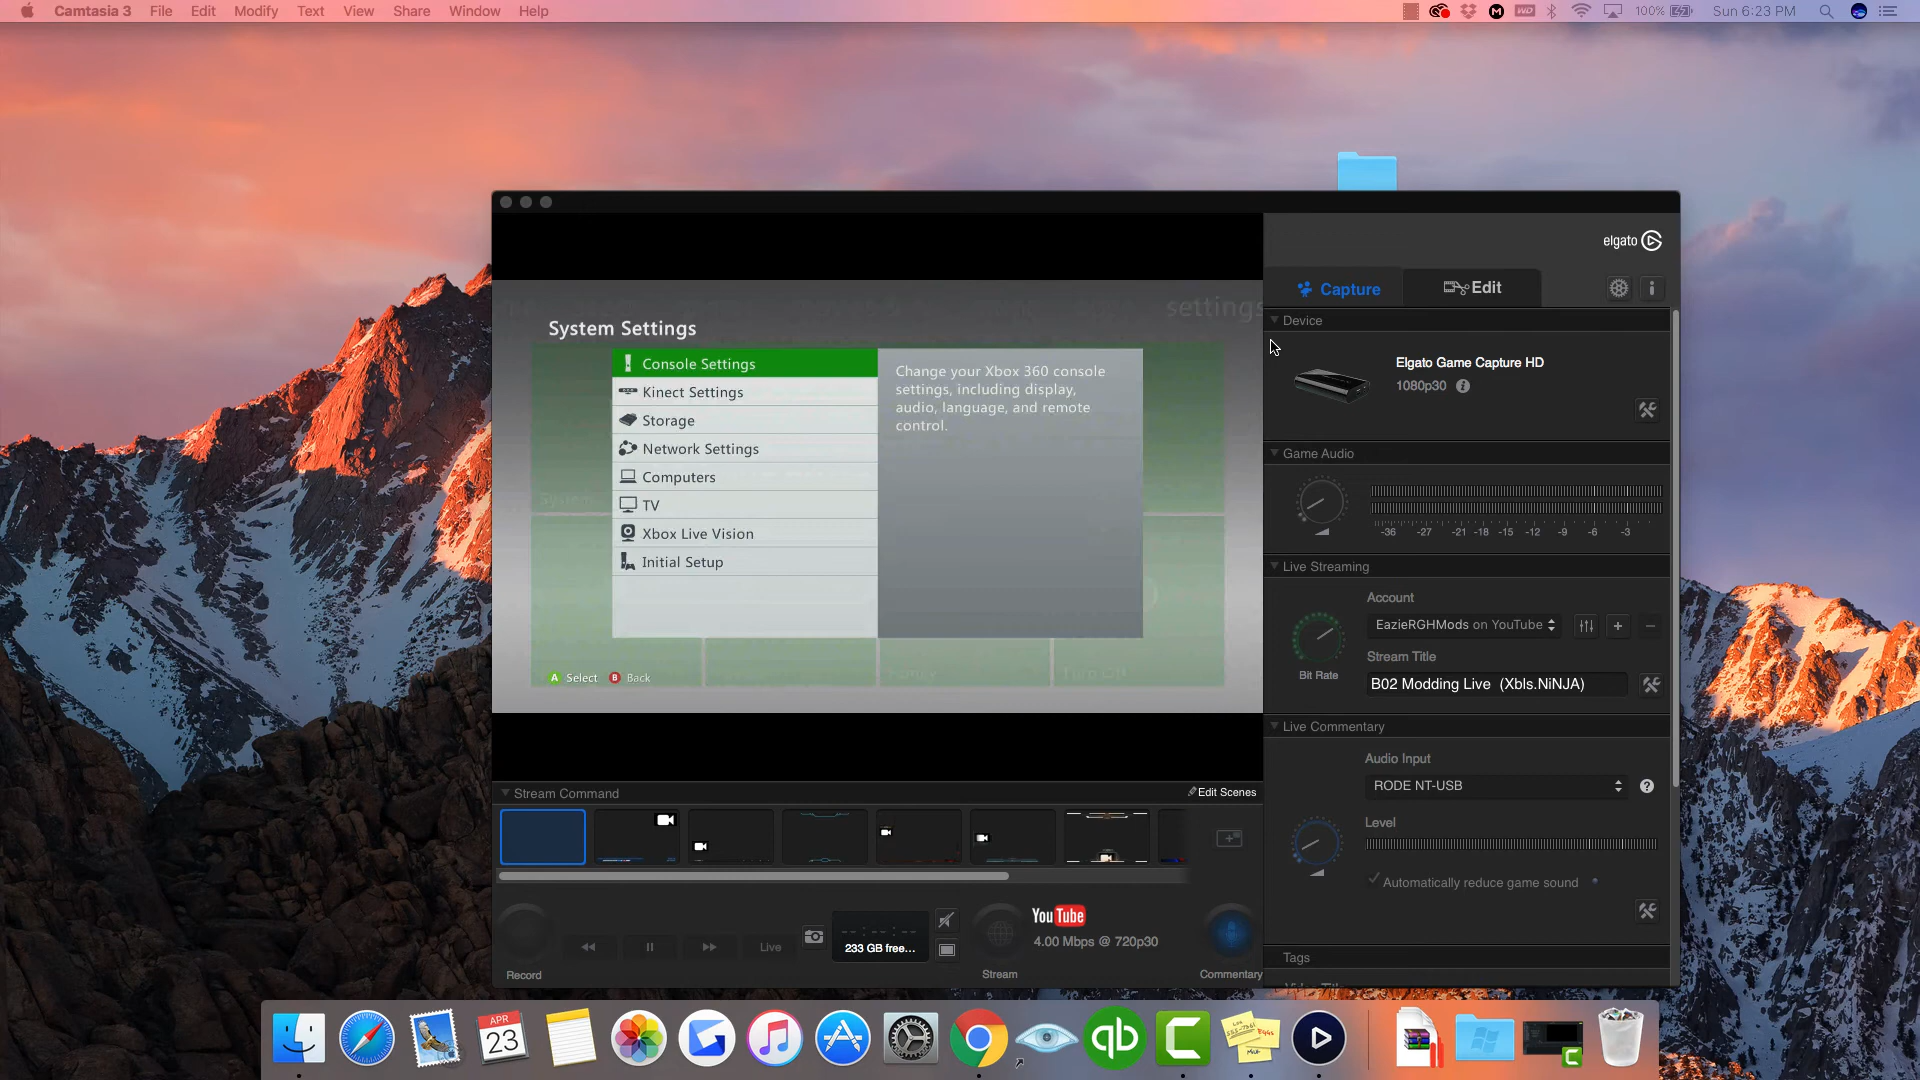 Camtasia 3 File Edit Modify Text View Share Window Help
100% Sun 6:23 PM
elgato
Capture Edit
settings
Device
System Settings
Console Settings
Kinect Settings
Storage
Network Settings
Computers
TV
Xbox Live Vision
Initial Setup
Change your Xbox 360 console
settings, including display,
audio, language, and remote
control.
A Select B Back
Elgato Game Capture HD
1080p30
Game Audio
-36 -27 -21 -18 -15 -12 -9 -6 -3
Live Streaming
Account
EazieRGHMods on YouTube
Stream Title
Bit Rate
B02 Modding Live (Xbls.NiNJA)
Live Commentary
Audio Input
RODE NT-USB
Level
Automatically reduce game sound
Tags
Stream Command
Edit Scenes
Live
233 GB free...
YouTube
4.00 Mbps @ 720p30
Record
Stream
Commentary
APR
23
qb